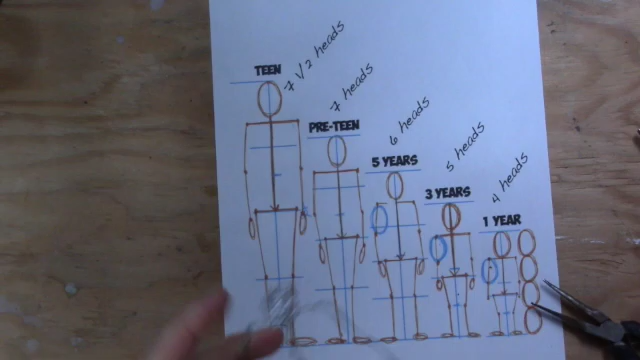 TEEN
7 1/2 heads
PRE-TEEN
7 heads
5 YEARS
6 heads
3 YEARS
5 heads
1 YEAR
4 heads